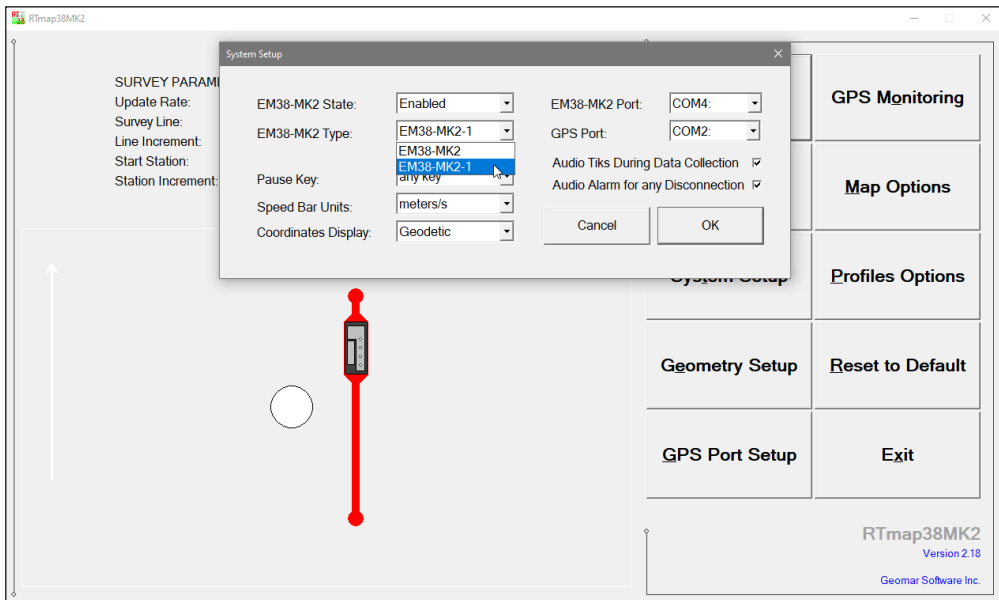 RTmap38MK2
System Setup
SURVEY PARAM
Update Rate:
Survey Line:
Line Increment:
Start Station:
Station Increment:
EM38-MK2 State:
Enabled
EM38-MK2 Type:
EM38-MK2-1
EM38-MK2
EM38-MK2-1
Pause Key:
any key
Speed Bar Units:
meters/s
Coordinates Display:
Geodetic
EM38-MK2 Port:
COM4:
GPS Port:
COM2:
Audio Tiks During Data Collection
Audio Alarm for any Disconnection
Cancel
OK
GPS Monitoring
Map Options
System Setup
Profiles Options
Geometry Setup
Reset to Default
GPS Port Setup
Exit
RTmap38MK2
Version 2.18
Geomar Software Inc.